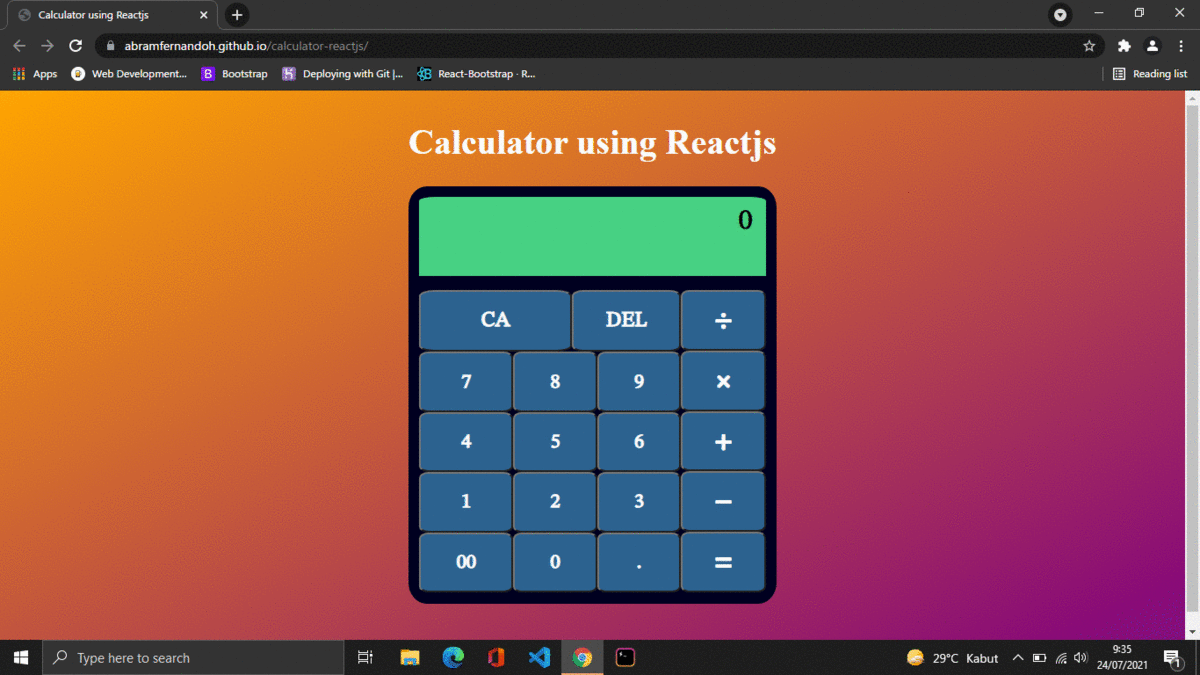 Calculator using Reactjs
abramfernandoh.github.io/calculator-reactjs/
Apps Web Development... B Bootstrap Deploying with Git |... React-Bootstrap · R... Reading list
Calculator using Reactjs
0
CA DEL ÷
7 8 9 ×
4 5 6 +
1 2 3 −
00 0 . =
Type here to search
29°C Kabut
9:35
24/07/2021
1